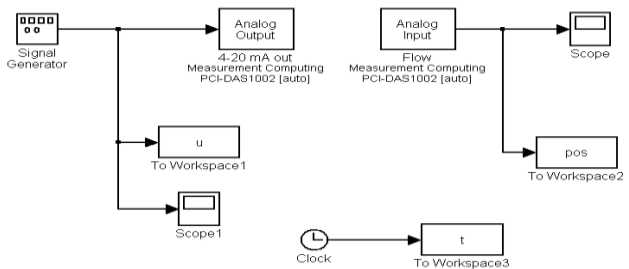 Signal
Generator
Analog
Output
4-20 mA out
Measurement Computing
PCI-DAS1002 [auto]
Analog
Input
Flow
Measurement Computing
PCI-DAS1002 [auto]
Scope
u
To Workspace1
pos
To Workspace2
Scope1
Clock
t
To Workspace3